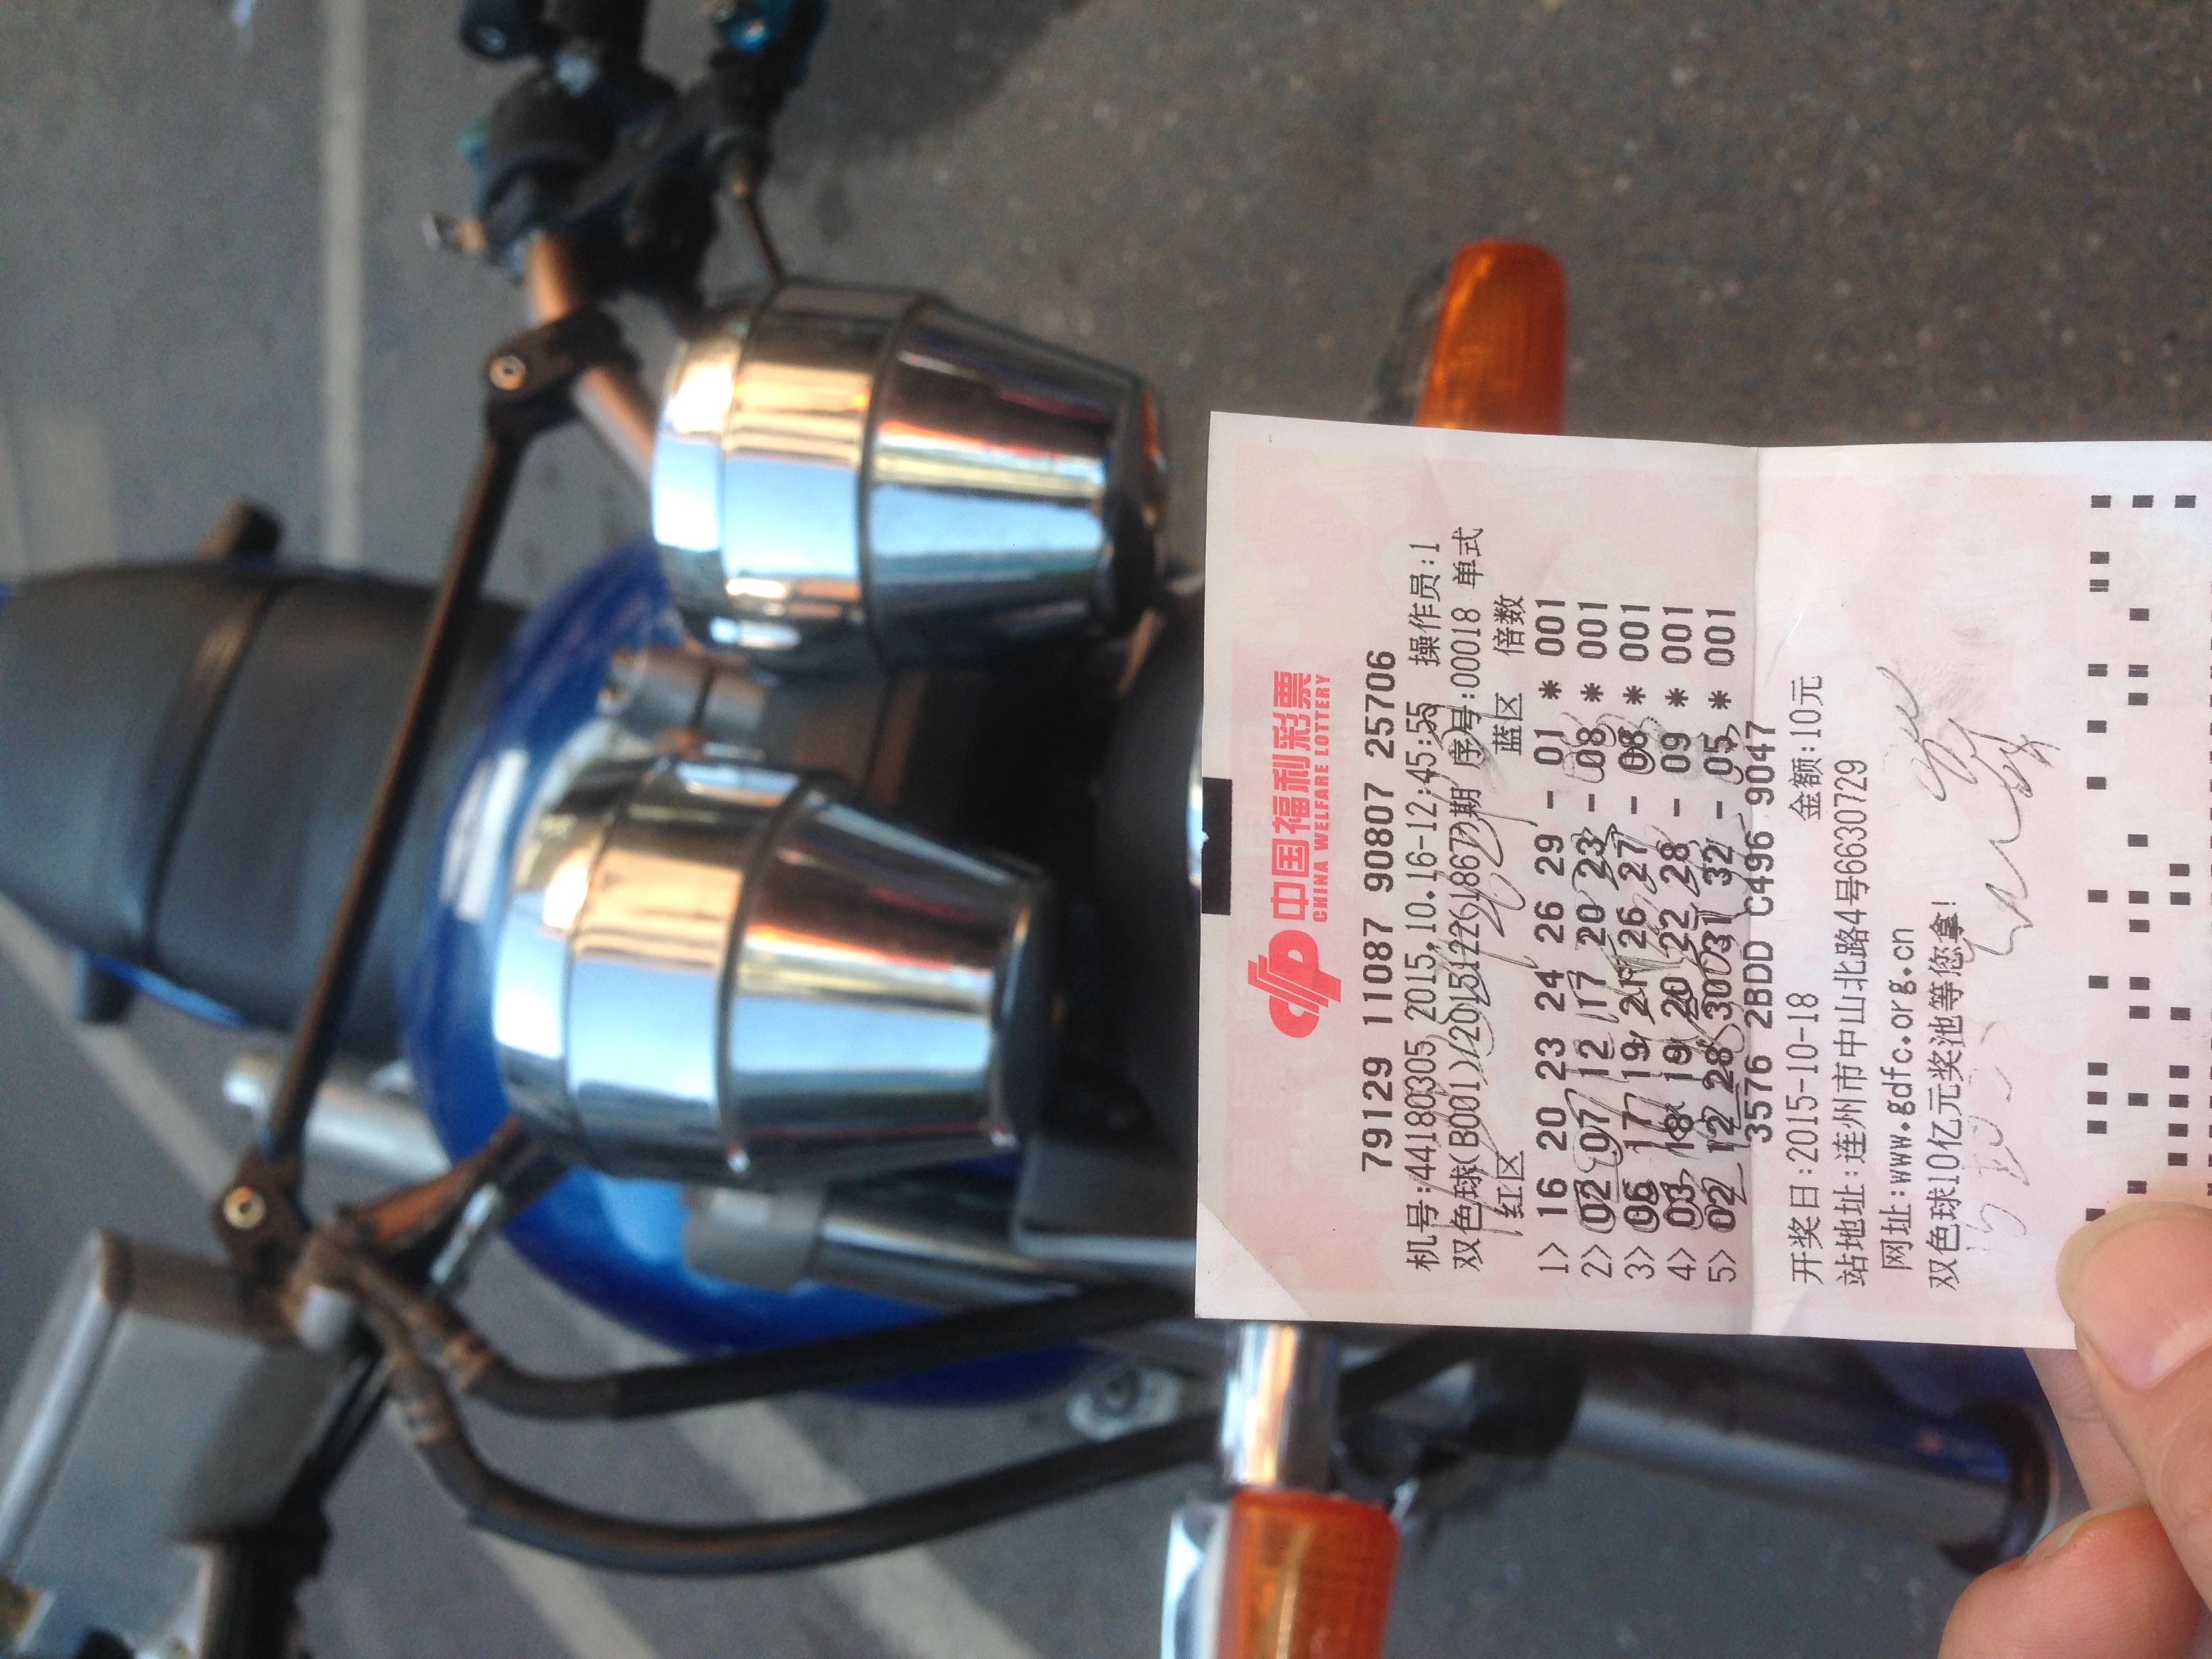 中国福利彩票
CHINA WELFARE LOTTERY
79129 11087 90807 25706
机号:44180305 2015.10.16-12:45:55 操作员:1
双色球(B001) 序号:00018 单式
红区 蓝区 倍数
1> 16 20 23 24 26 29 - 01 * 001
2> 02 07 12 17 20 23 - 08 * 001
3> 06 17 19 21 26 27 - 08 * 001
4> 03 18 19 20 22 28 - 09 * 001
5> 02 12 28 30 31 32 - 05 * 001
3576 2BDD C496 9047
开奖日:2015-10-18 金额:10元
站地址:连州市中山北路4号6630729
网址:www.gdfc.org.cn
双色球10亿元奖池等您拿!